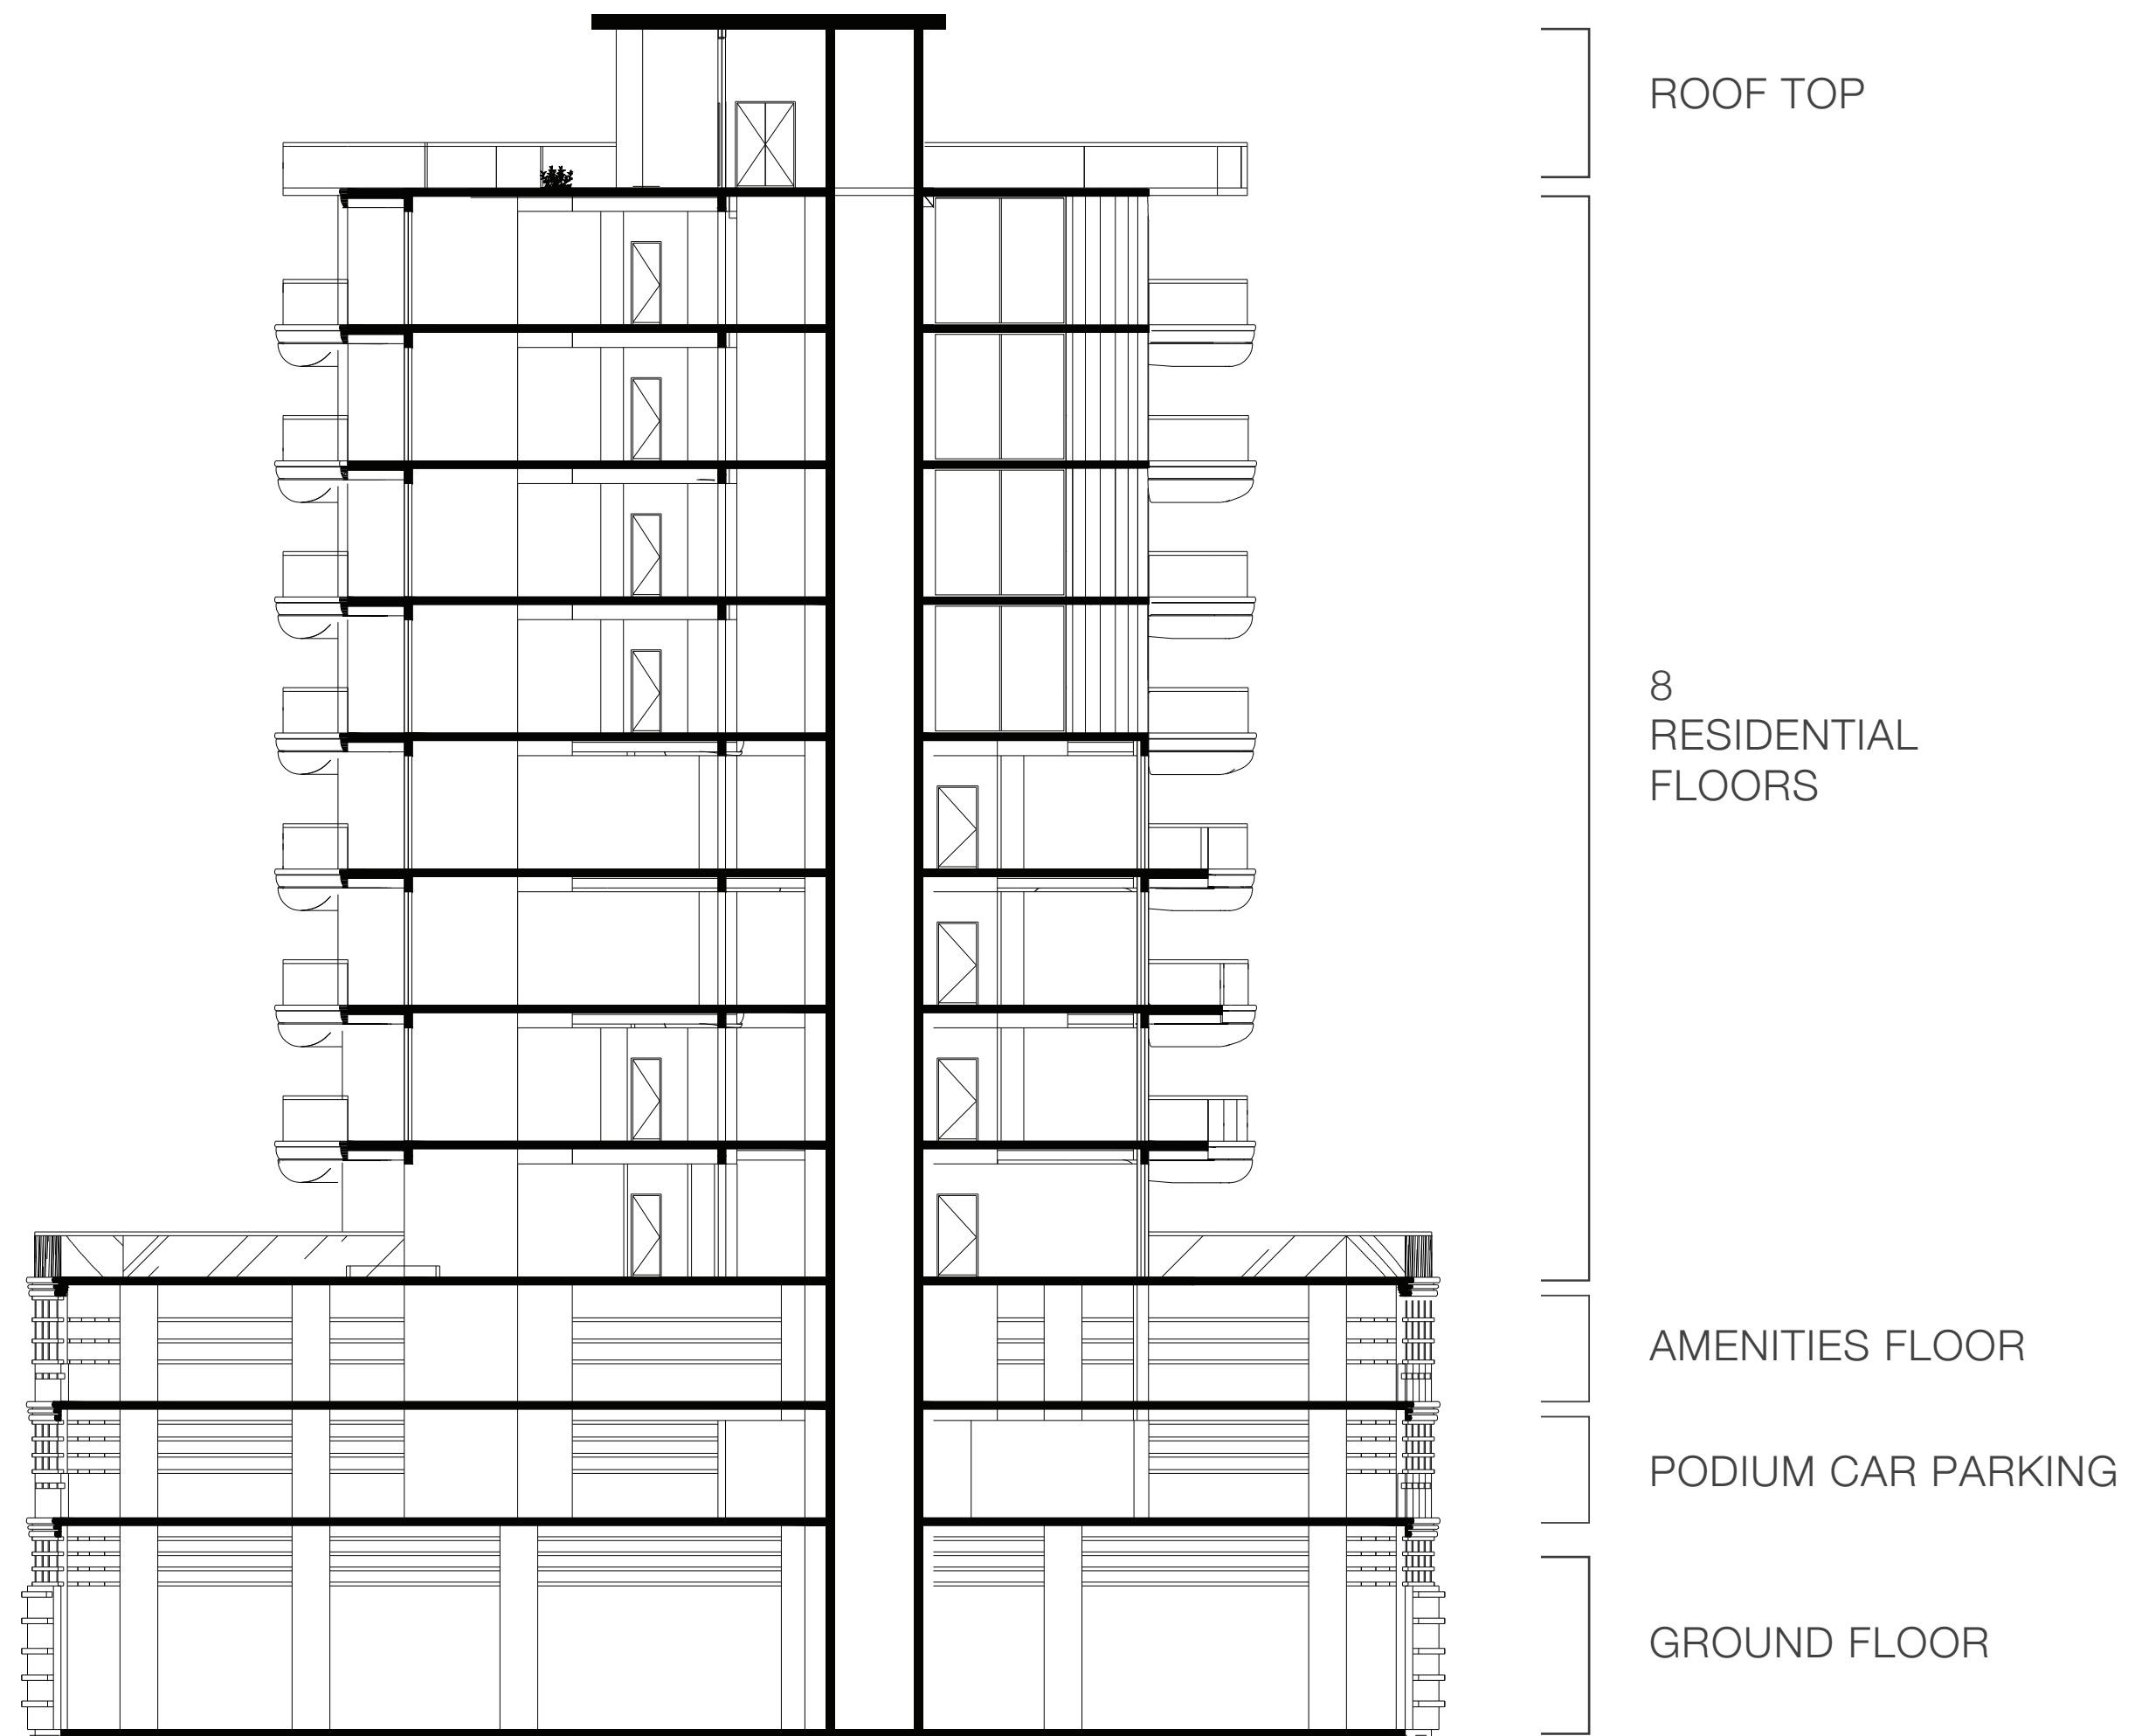 ROOF TOP
8
RESIDENTIAL
FLOORS
AMENITIES FLOOR
PODIUM CAR PARKING
GROUND FLOOR